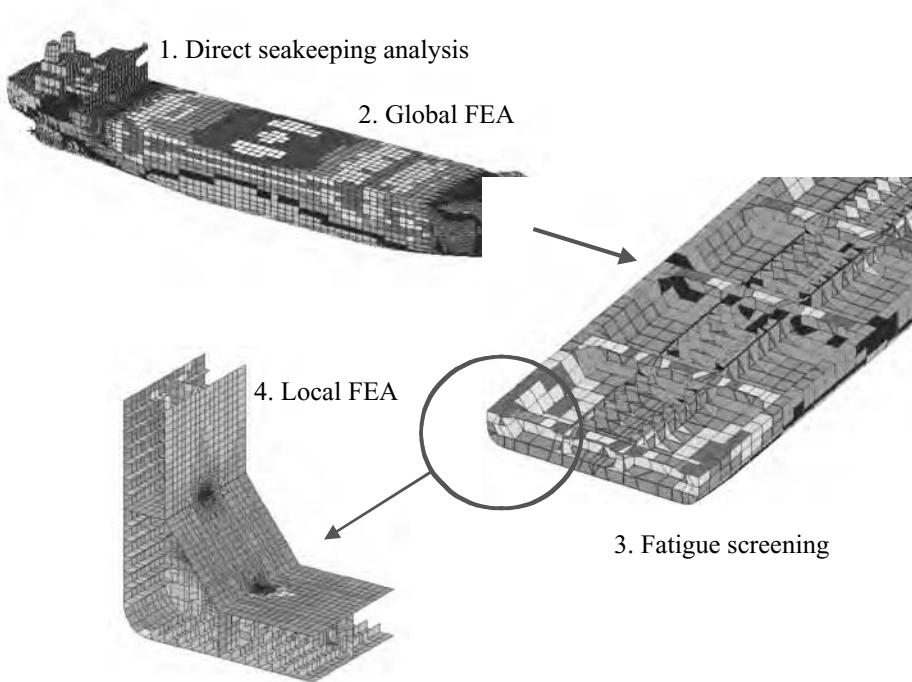 1. Direct seakeeping analysis
2. Global FEA
4. Local FEA
3. Fatigue screening